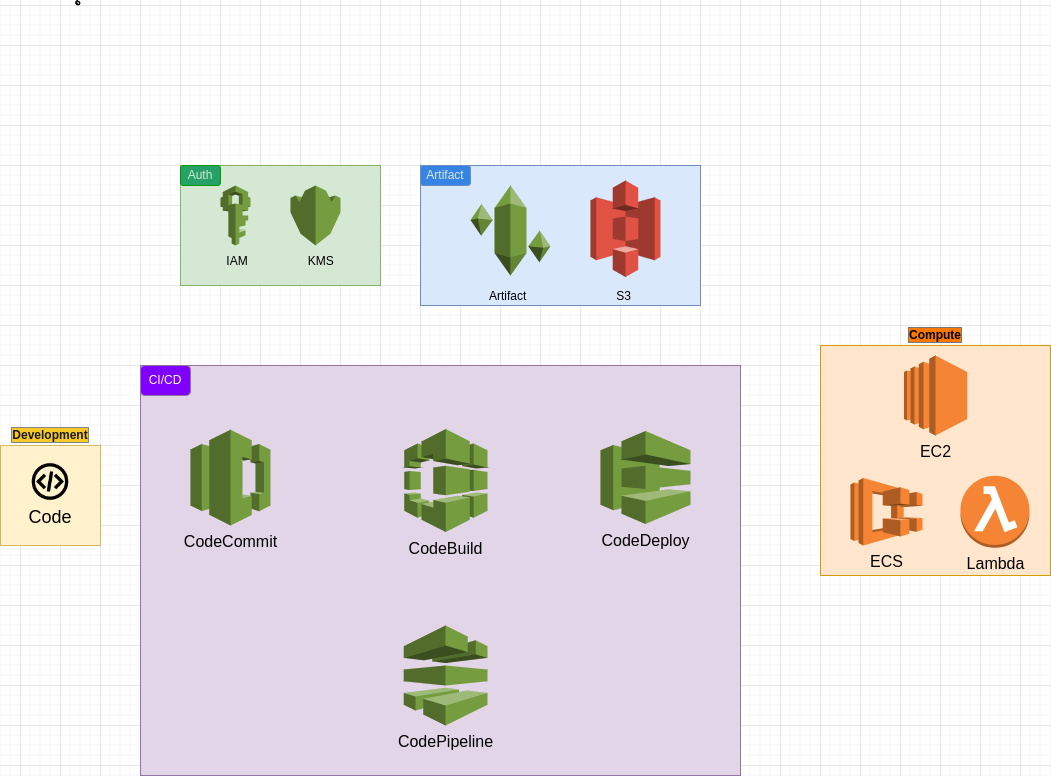 Auth
IAM
KMS
Artifact
Artifact
S3
Compute
EC2
ECS
Lambda
CI/CD
CodeCommit
CodeBuild
CodeDeploy
CodePipeline
Development
Code